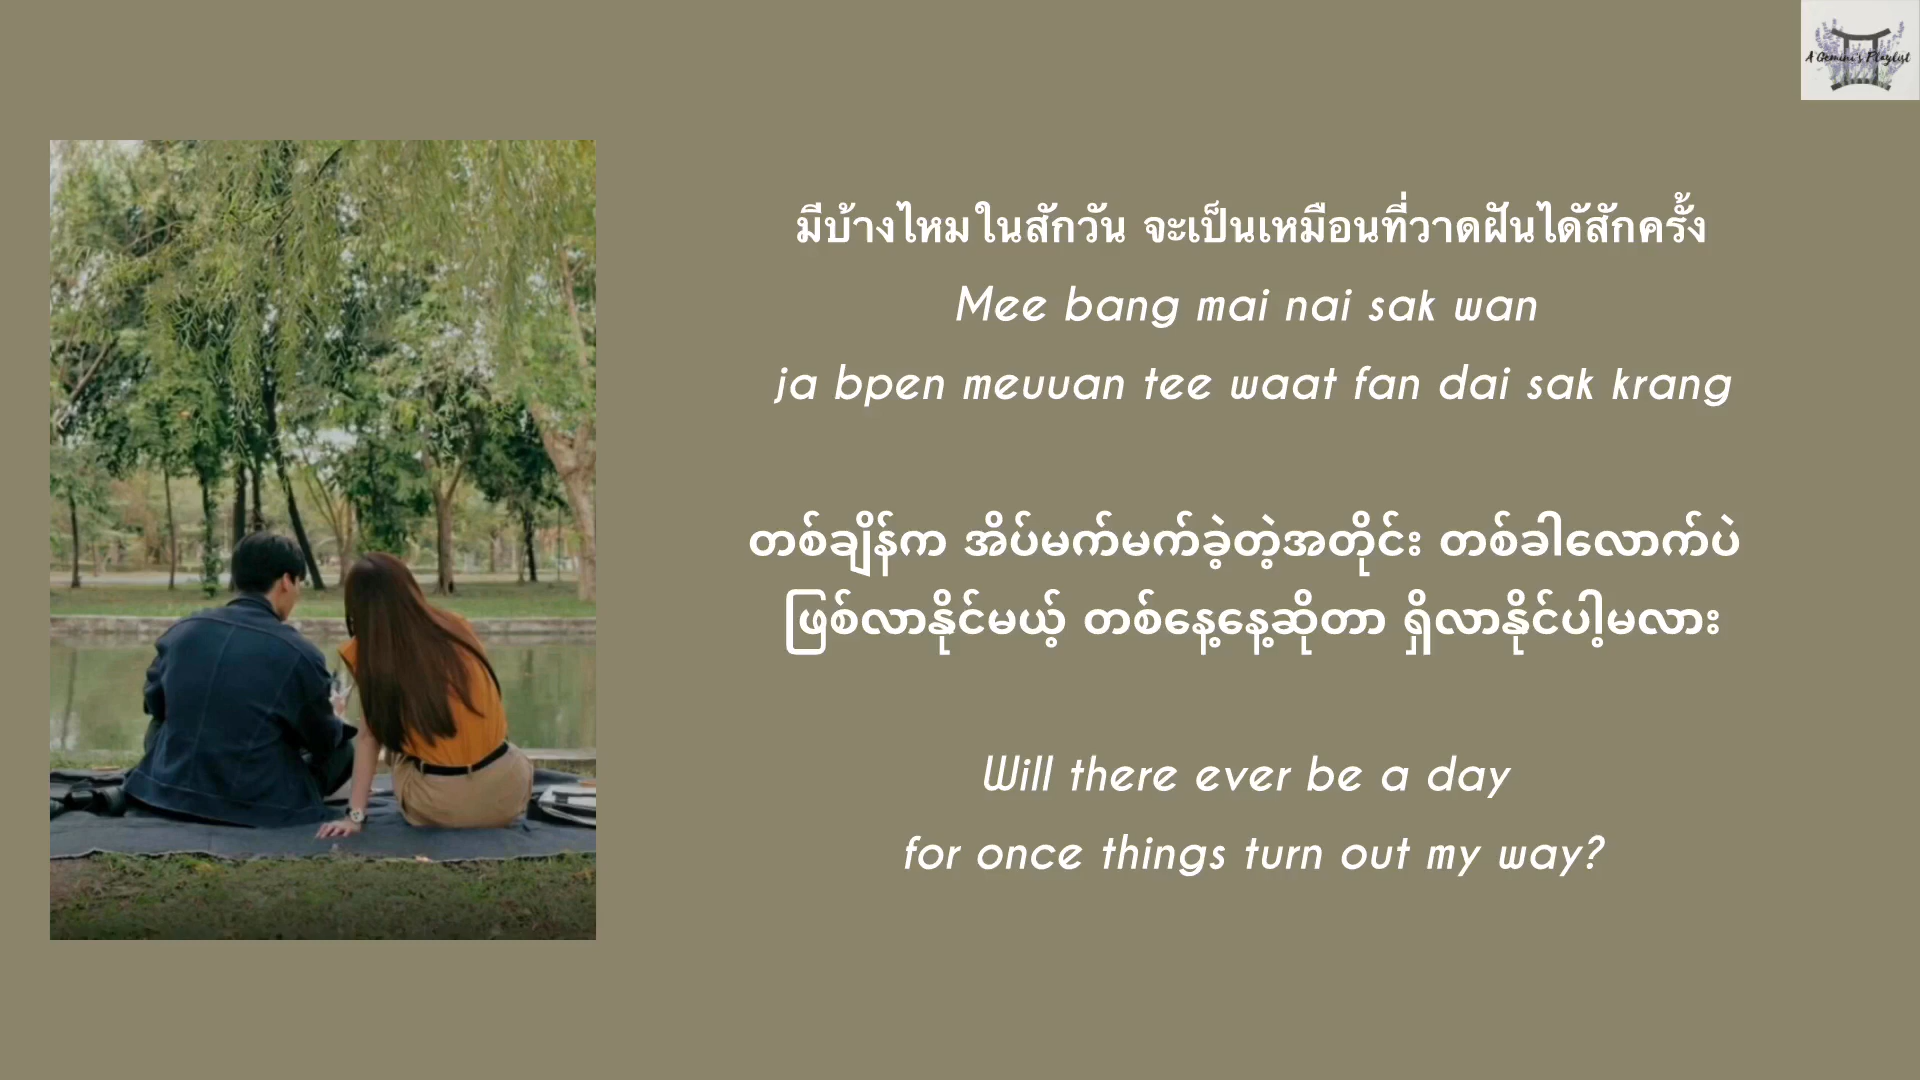 A Gemini's Playlist
มีบ้างไหมในสักวัน จะเป็นเหมือนที่วาดฝันไดัสักครั้ง
Mee bang mai nai sak wan
ja bpen meuuan tee waat fan dai sak krang
တစ်ချိန်က အိပ်မက်မက်ခဲ့တဲ့အတိုင်း တစ်ခါလောက်ပဲ
ဖြစ်လာနိုင်မယ့် တစ်နေ့နေ့ဆိုတာ ရှိလာနိုင်ပါ့မလား
Will there ever be a day
for once things turn out my way?